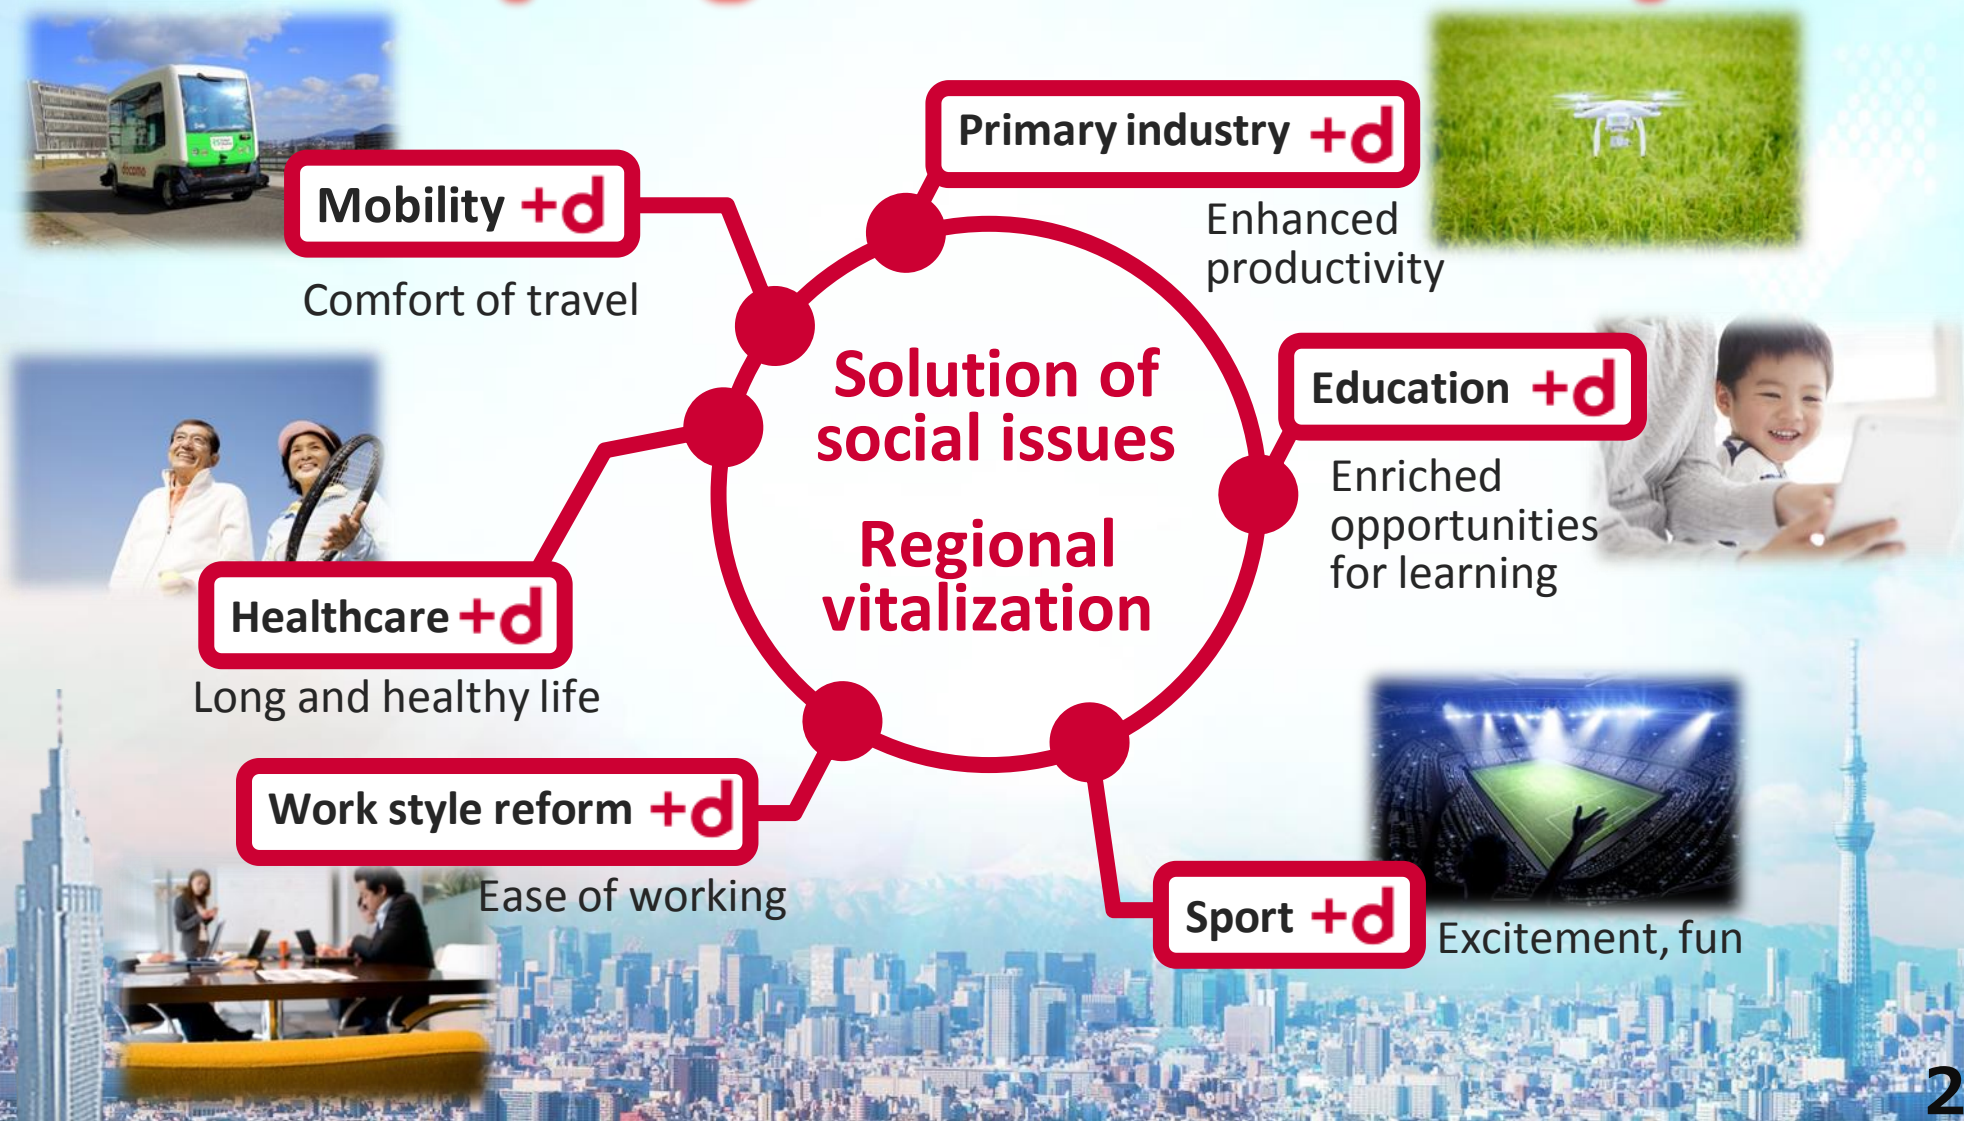 Primary industry +d
Mobility +d
Enhanced
productivity
Comfort of travel
docomo
Solution of
social issues
Education +d
Regional
vitalization
Enriched
opportunities
for learning
Healthcare +d
Long and healthy life
Work style reform +d
Ease of working
Sport +d
Excitement, fun
2